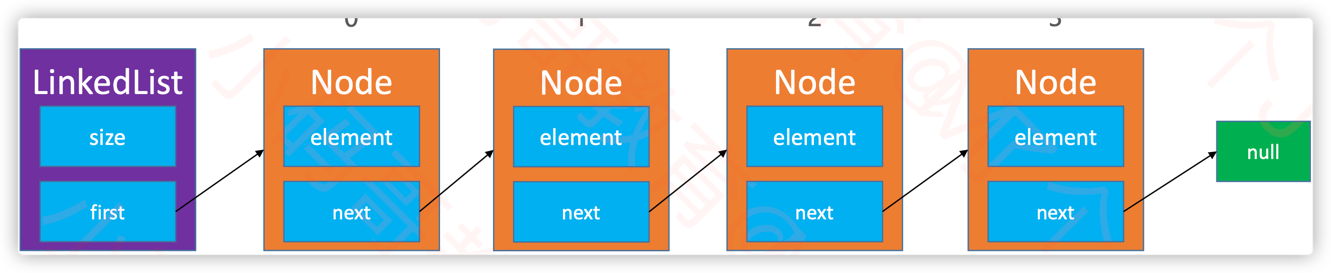 0 1 2 3
LinkedList Node Node Node Node
size element element element element
null
first next next next next